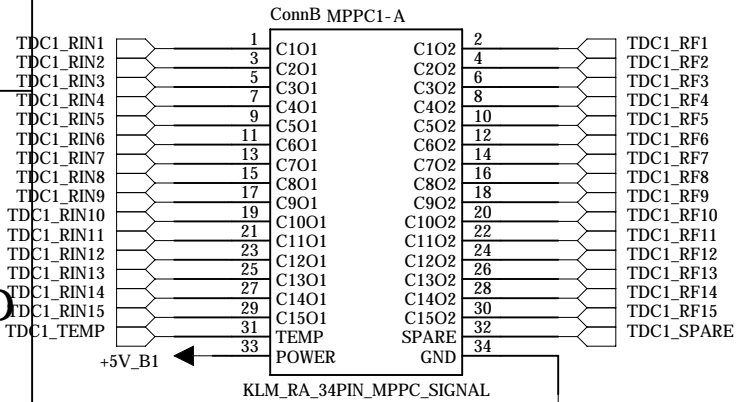 ConnB MPPC1-A
TDC1_RIN1 1 C1O1 C1O2 2 TDC1_RF1
TDC1_RIN2 3 C2O1 C2O2 4 TDC1_RF2
TDC1_RIN3 5 C3O1 C3O2 6 TDC1_RF3
TDC1_RIN4 7 C4O1 C4O2 8 TDC1_RF4
TDC1_RIN5 9 C5O1 C5O2 10 TDC1_RF5
TDC1_RIN6 11 C6O1 C6O2 12 TDC1_RF6
TDC1_RIN7 13 C7O1 C7O2 14 TDC1_RF7
TDC1_RIN8 15 C8O1 C8O2 16 TDC1_RF8
TDC1_RIN9 17 C9O1 C9O2 18 TDC1_RF9
TDC1_RIN10 19 C10O1 C10O2 20 TDC1_RF10
TDC1_RIN11 21 C11O1 C11O2 22 TDC1_RF11
TDC1_RIN12 23 C12O1 C12O2 24 TDC1_RF12
TDC1_RIN13 25 C13O1 C13O2 26 TDC1_RF13
TDC1_RIN14 27 C14O1 C14O2 28 TDC1_RF14
D
TDC1_RIN15 29 C15O1 C15O2 30 TDC1_RF15
TDC1_TEMP 31 TEMP SPARE 32 TDC1_SPARE
+5V_B1 33 POWER GND 34
KLM_RA_34PIN_MPPC_SIGNAL